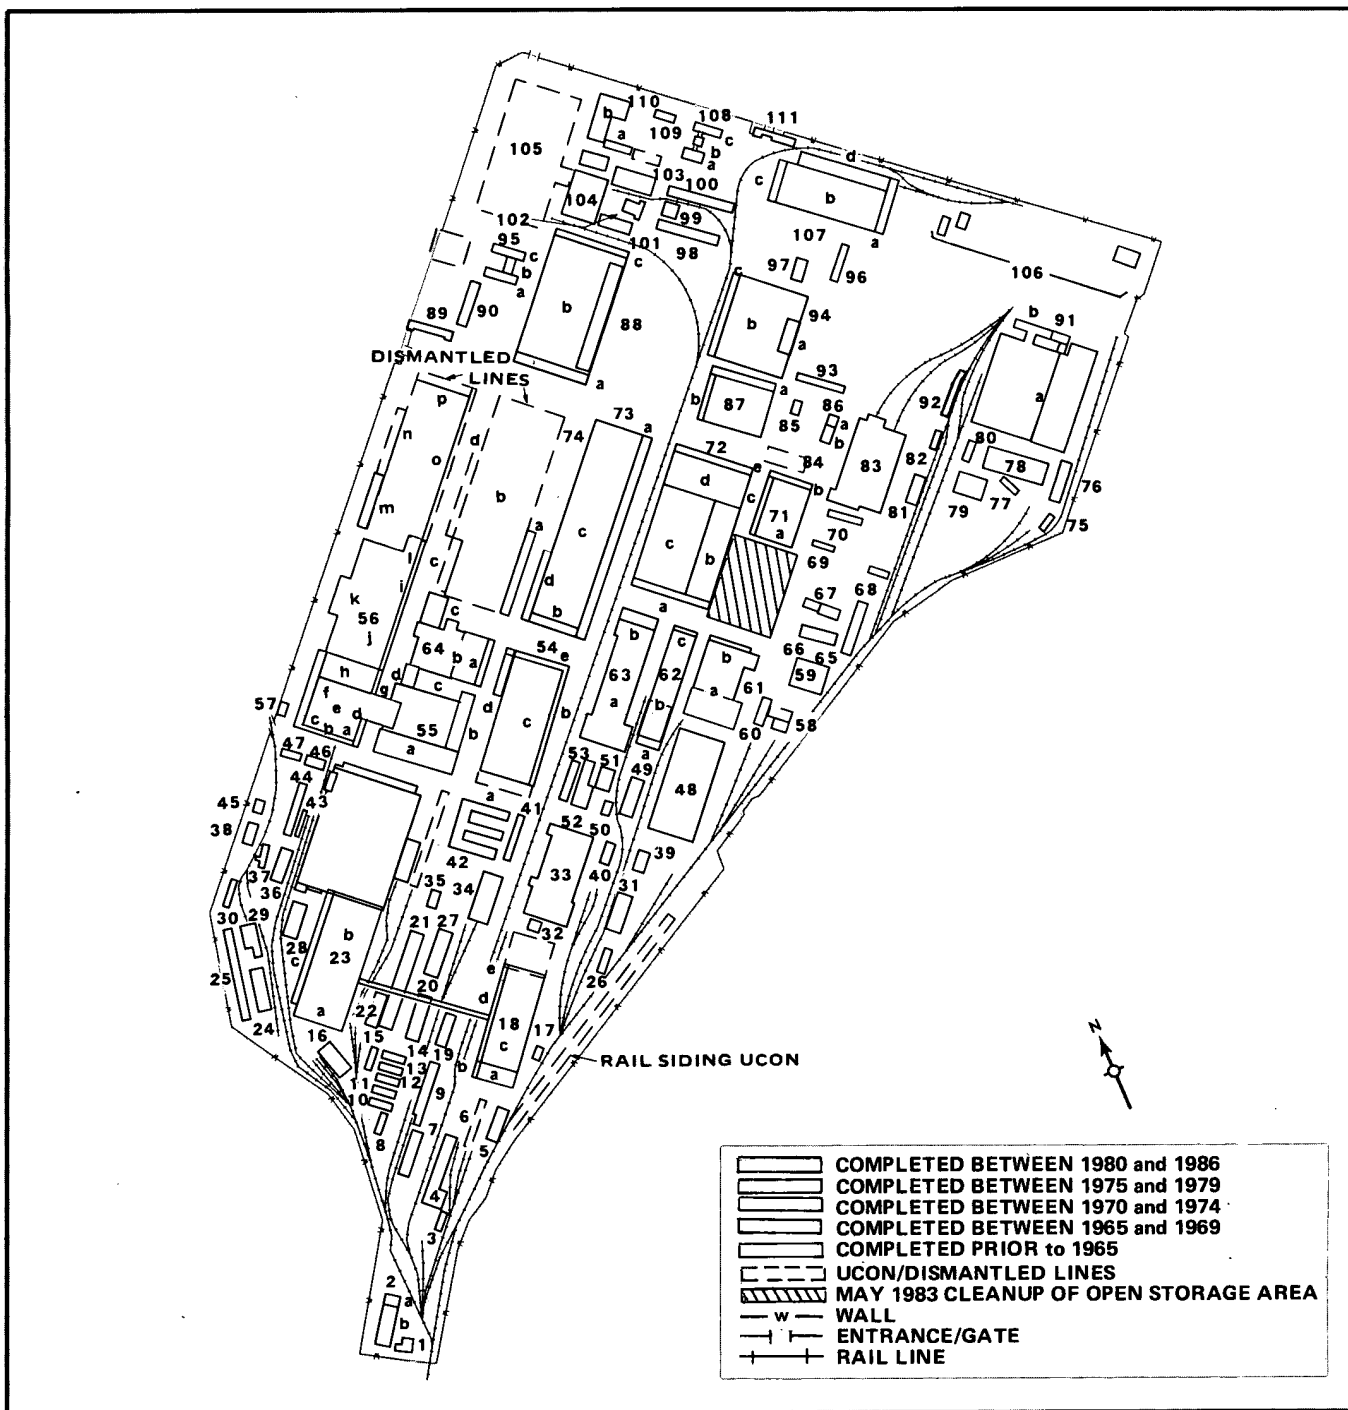 110
108
111
b
109
c
d
105
a
b
a
c
103
100
b
104
102
99
101
98
107
a
95
c
b
a
c
97
96
106
90
c
b
94
b
91
89
b
88
a
DISMANTLED
LINES
p
a
93
a
n
d
74
73
a
b
87
85
86
a
b
92
o
b
72
e
84
83
82
80
78
76
d
c
b
71
81
79
77
75
m
a
c
a
70
l
c
b
69
i
d
k
56
j
c
b
a
67
68
64
b
a
54
e
b
c
b
66
65
h
d
c
63
62
a
59
f
g
e
d
55
d
c
b
a
b
61
57
c
b
a
b
60
58
a
a
47
46
53
51
49
44
a
48
45
43
41
52
50
38
42
33
40
39
37
36
35
34
31
30
29
21
27
32
b
28
c
23
e
26
25
20
d
24
a
22
18
17
16
15
14
19
c
RAIL SIDING UCON
13
b
a
11
12
10
9
6
8
7
5
4
3
2
a
b
1
N
COMPLETED BETWEEN 1980 and 1986
COMPLETED BETWEEN 1975 and 1979
COMPLETED BETWEEN 1970 and 1974
COMPLETED BETWEEN 1965 and 1969
COMPLETED PRIOR to 1965
UCON/DISMANTLED LINES
MAY 1983 CLEANUP OF OPEN STORAGE AREA
W WALL
ENTRANCE/GATE
RAIL LINE